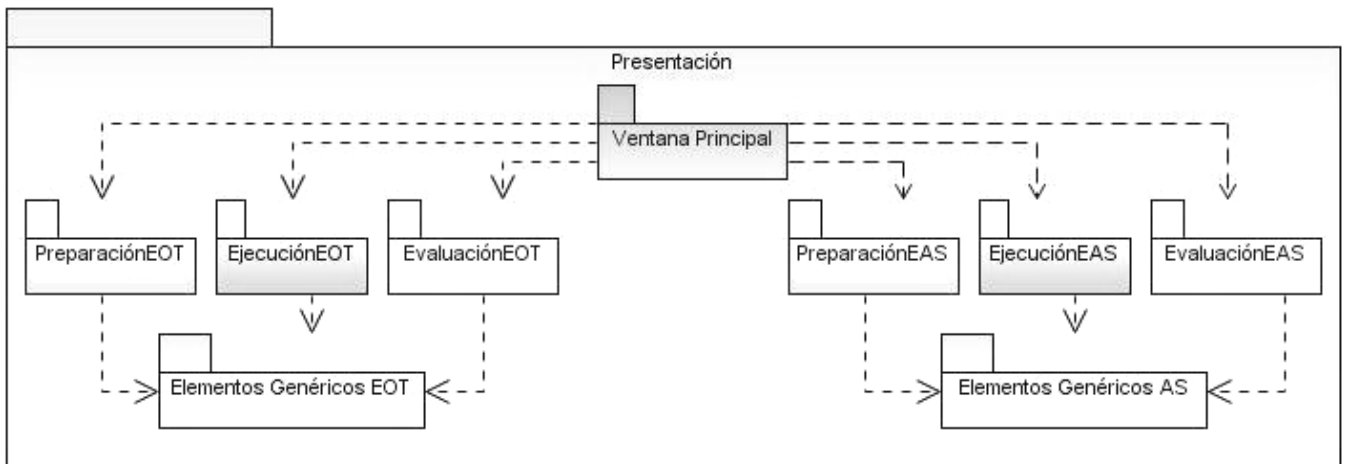 Presentación
Ventana Principal
PreparaciónEOT
EjecuciónEOT
EvaluaciónEOT
PreparaciónEAS
EjecuciónEAS
EvaluaciónEAS
Elementos Genéricos EOT
Elementos Genéricos AS